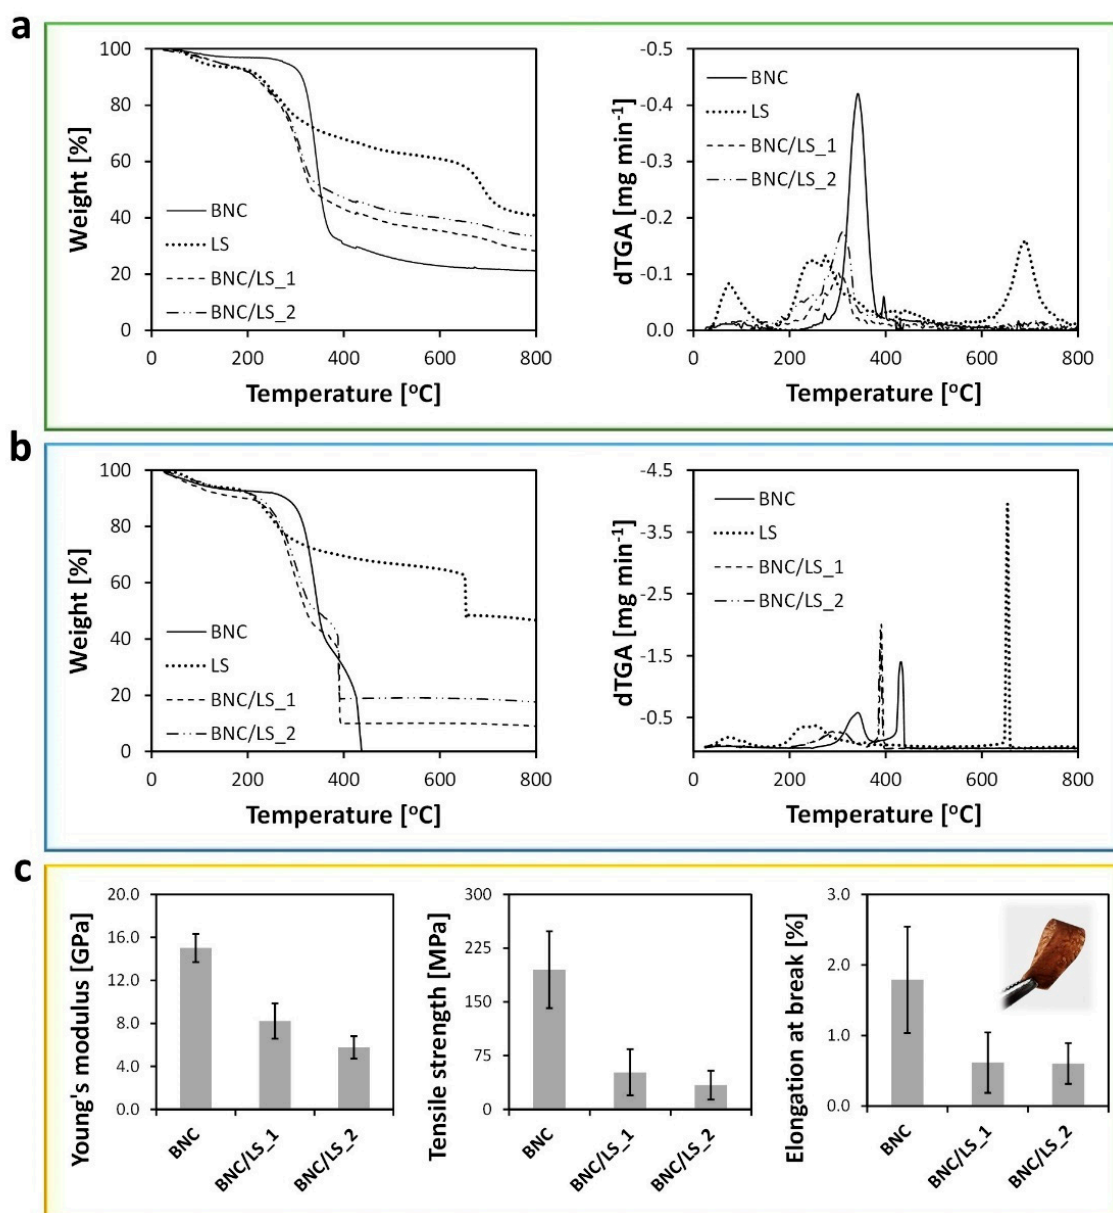 a
100
80
60
40
20
0
Weight [%]
BNC
LS
BNC/LS_1
BNC/LS_2
0
200
400
600
800
Temperature [°C]
-0.5
-0.4
-0.3
-0.2
-0.1
0.0
dTGA [mg min⁻¹]
BNC
LS
BNC/LS_1
BNC/LS_2
0
200
400
600
800
Temperature [°C]
b
100
80
60
40
20
0
Weight [%]
BNC
LS
BNC/LS_1
BNC/LS_2
0
200
400
600
800
Temperature [°C]
-4.5
-3.5
-2.5
-1.5
-0.5
dTGA [mg min⁻¹]
BNC
LS
BNC/LS_1
BNC/LS_2
0
200
400
600
800
Temperature [°C]
c
20.0
16.0
12.0
8.0
4.0
0.0
Young's modulus [GPa]
BNC
BNC/LS_1
BNC/LS_2
300
225
150
75
0
Tensile strength [MPa]
BNC
BNC/LS_1
BNC/LS_2
3.0
2.0
1.0
0.0
Elongation at break [%]
BNC
BNC/LS_1
BNC/LS_2